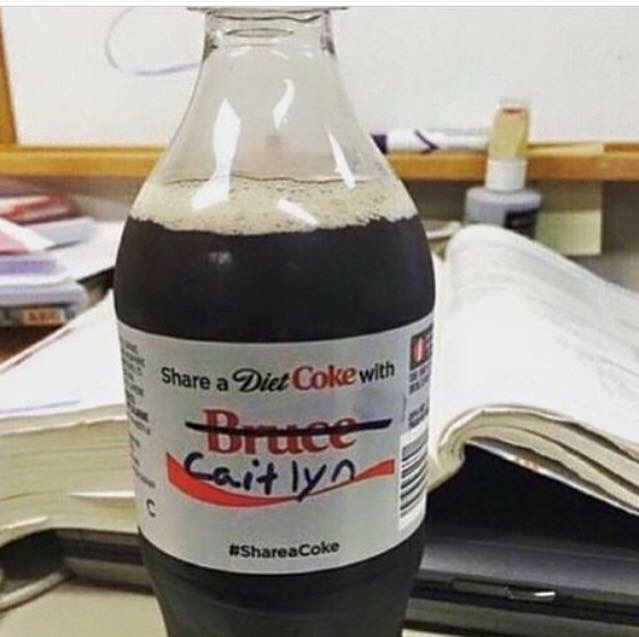 Share a Diet Coke with
Bruce
Caitlyn
#ShareaCoke